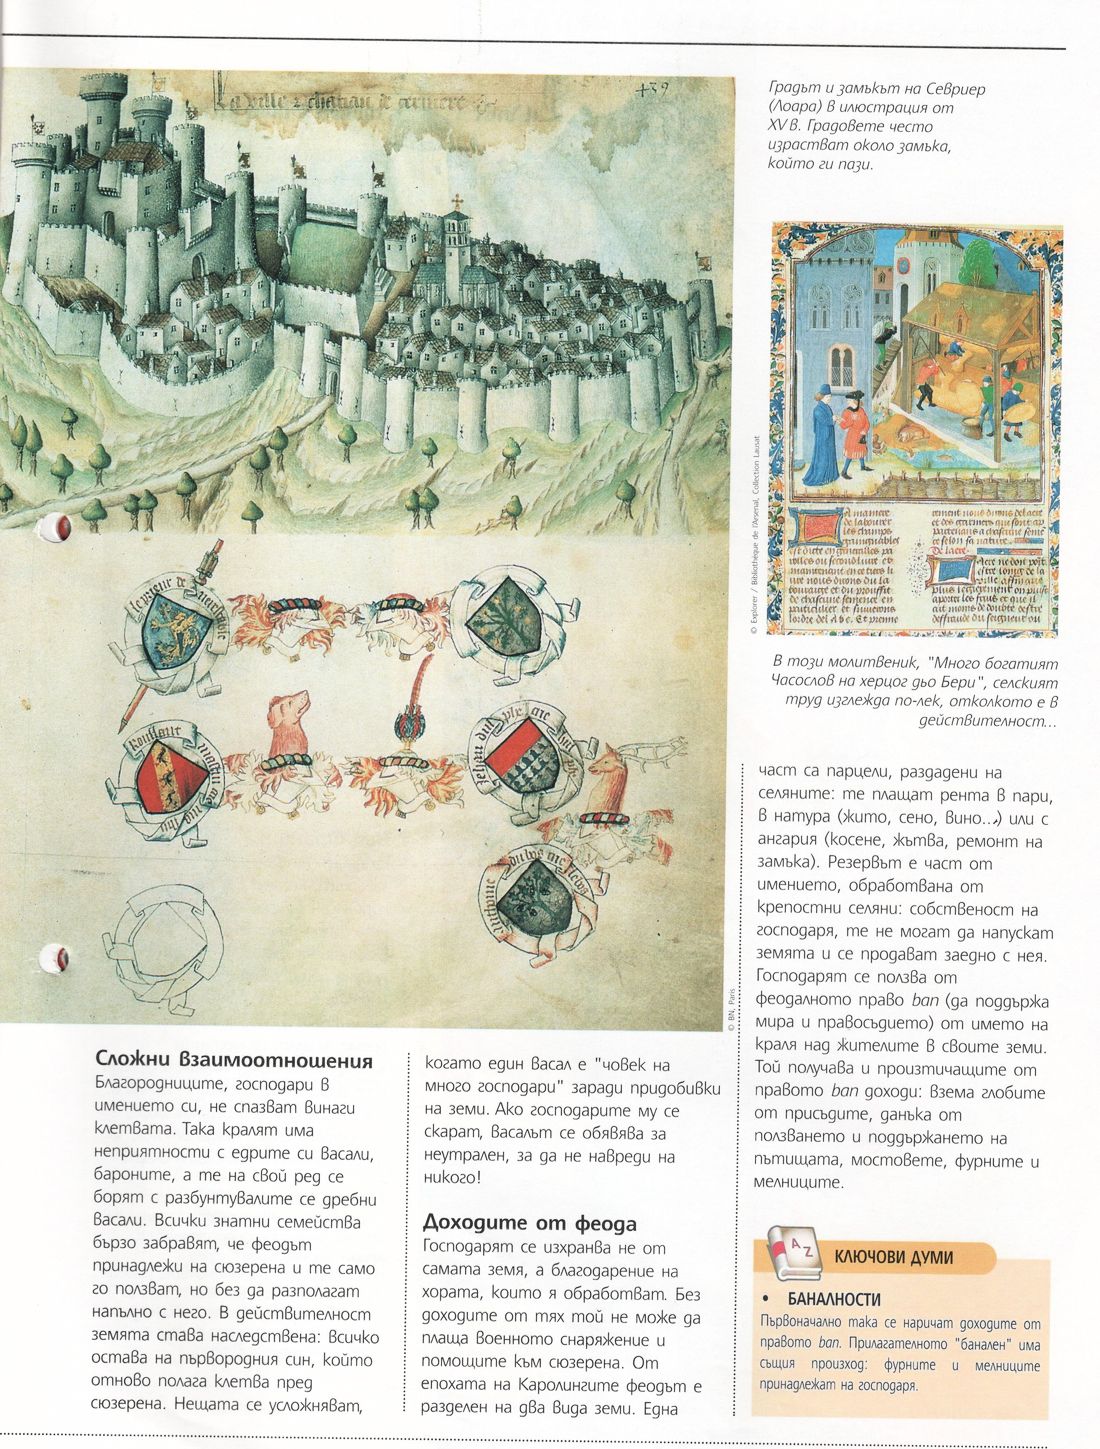 Градът и замъкът на Севриер
(Лоара) в илюстрация от
XV в. Градовете често
израстват около замъка,
който ги пази.
+39
© Explorer / Bibliothèque de l'Arsenal, Collection Lausat
В този молитвеник, "Много богатият
Часослов на херцог дьо Бери", селският
труд изглежда по-лек, отколкото е в
действителност...
© BN, Paris
Сложни взаимоотношения
Благородниците, господари в
имението си, не спазват винаги
клетвата. Така кралят има
неприятности с едрите си васали,
бароните, а те на свой ред се
борят с разбунтувалите се дребни
васали. Всички знатни семейства
бързо забравят, че феодът
принадлежи на сюзерена и те само
го ползват, но без да разполагат
напълно с него. В действителност
земята става наследствена: всичко
остава на първородния син, който
отново полага клетва пред
сюзерена. Нещата се усложняват,
когато един васал е "човек на
много господари" заради придобивки
на земи. Ако господарите му се
скарат, васалът се обявява за
неутрален, за да не навреди на
никого!
Доходите от феода
Господарят се изхранва не от
самата земя, а благодарение на
хората, които я обработват. Без
доходите от тях той не може да
плаща военното снаряжение и
помощите към сюзерена. От
епохата на Каролингите феодът е
разделен на два вида земи. Една
част са парцели, раздадени на
селяните: те плащат рента в пари,
в натура (жито, сено, вино...) или с
ангария (косене, жътва, ремонт на
замъка). Резервът е част от
имението, обработвана от
крепостни селяни: собственост на
господаря, те не могат да напускат
земята и се продават заедно с нея.
Господарят се ползва от
феодалното право ban (да поддържа
мира и правосъдието) от името на
краля над жителите в своите земи.
Той получава и произтичащите от
правото ban доходи: взема глобите
от присъдите, данъка от
ползването и поддържането на
пътищата, мостовете, фурните и
мелниците.
A Z
КЛЮЧОВИ ДУМИ
• БАНАЛНОСТИ
Първоначално така се наричат доходите от
правото ban. Прилагателното "банален" има
същия произход: фурните и мелниците
принадлежат на господаря.